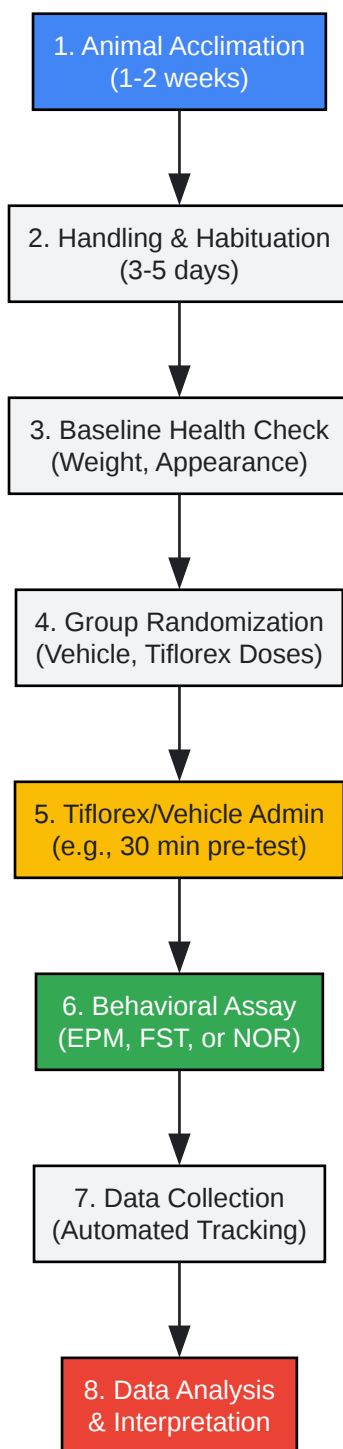 1. Animal Acclimation
(1-2 weeks)
2. Handling & Habituation
(3-5 days)
3. Baseline Health Check
(Weight, Appearance)
4. Group Randomization
(Vehicle, Tiflorex Doses)
5. Tiflorex/Vehicle Admin
(e.g., 30 min pre-test)
6. Behavioral Assay
(EPM, FST, or NOR)
7. Data Collection
(Automated Tracking)
8. Data Analysis
& Interpretation